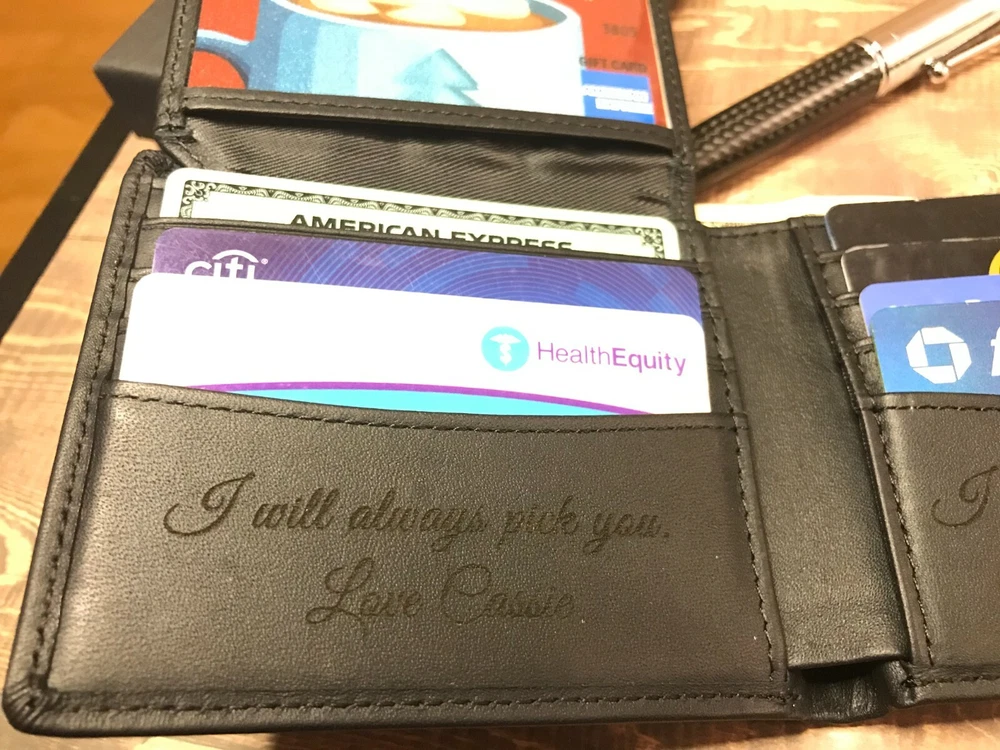 GIFT CARD
AMERICAN EXPRESS
citi
HealthEquity
I will always pick you.
Love Cassie
I